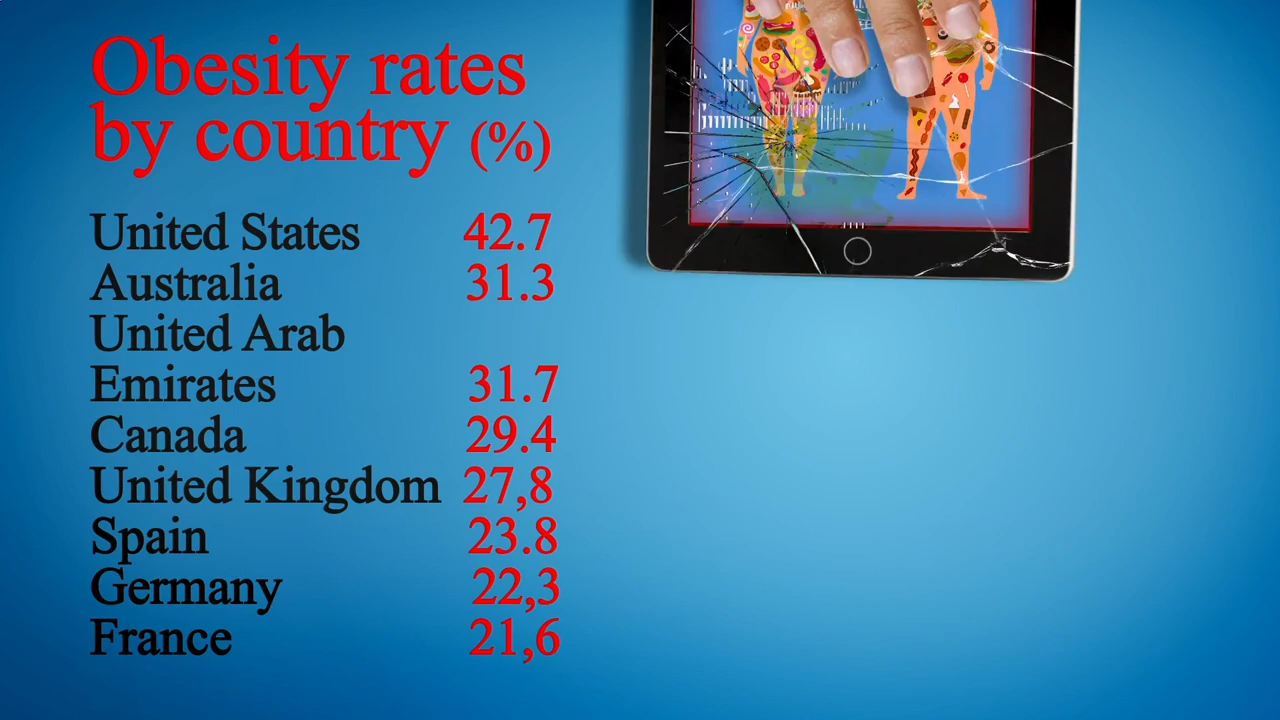 Obesity rates
by country (%)
United States 42.7
Australia 31.3
United Arab
Emirates 31.7
Canada 29.4
United Kingdom 27,8
Spain 23.8
Germany 22,3
France 21,6